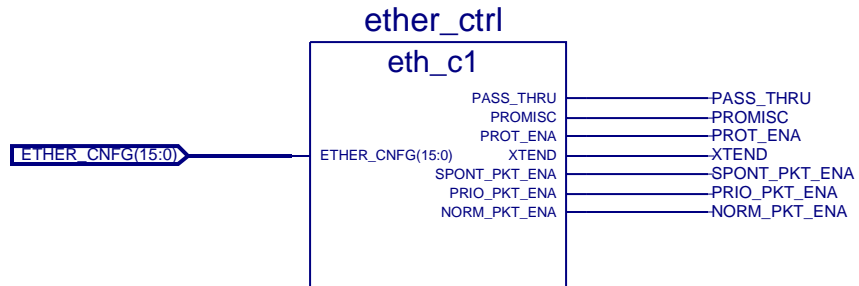 ether_ctrl
eth_c1
PASS_THRU PASS_THRU
PROMISC PROMISC
PROT_ENA PROT_ENA
ETHER_CNFG(15:0) ETHER_CNFG(15:0) XTEND XTEND
SPONT_PKT_ENA SPONT_PKT_ENA
PRIO_PKT_ENA PRIO_PKT_ENA
NORM_PKT_ENA NORM_PKT_ENA